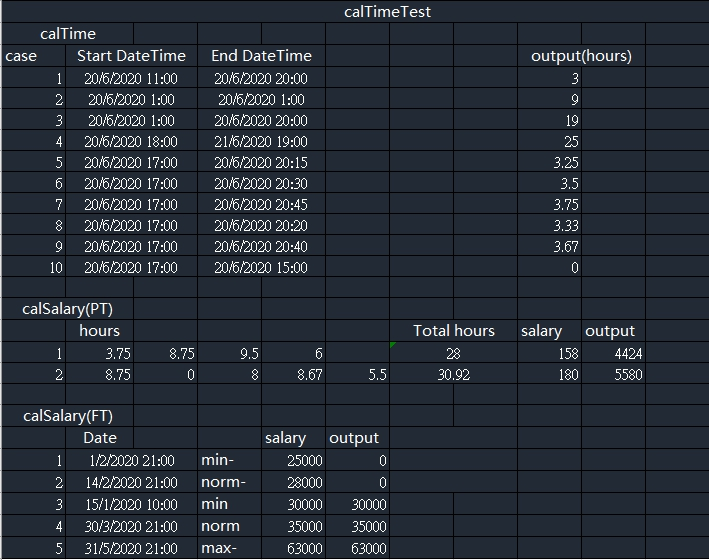 calTimeTest
calTime
case Start DateTime End DateTime output(hours)
1 20/6/2020 11:00 20/6/2020 20:00 3
2 20/6/2020 1:00 20/6/2020 1:00 9
3 20/6/2020 1:00 20/6/2020 20:00 19
4 20/6/2020 18:00 21/6/2020 19:00 25
5 20/6/2020 17:00 20/6/2020 20:15 3.25
6 20/6/2020 17:00 20/6/2020 20:30 3.5
7 20/6/2020 17:00 20/6/2020 20:45 3.75
8 20/6/2020 17:00 20/6/2020 20:20 3.33
9 20/6/2020 17:00 20/6/2020 20:40 3.67
10 20/6/2020 17:00 20/6/2020 15:00 0
calSalary(PT)
hours Total hours salary output
1 3.75 8.75 9.5 6 28 158 4424
2 8.75 0 8 8.67 5.5 30.92 180 5580
calSalary(FT)
Date salary output
1 1/2/2020 21:00 min- 25000 0
2 14/2/2020 21:00 norm- 28000 0
3 15/1/2020 10:00 min 30000 30000
4 30/3/2020 21:00 norm 35000 35000
5 31/5/2020 21:00 max- 63000 63000